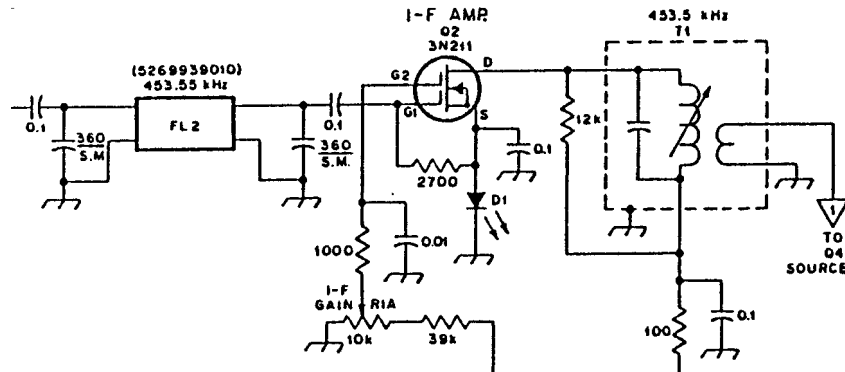 I-F AMP.
Q2
3N211
453.5 kHz
T1
(5269939010)
453.55 kHz
FL2
0.1
360
S.M.
0.1
360
S.M.
G2
G1
D
S
2700
0.1
D1
12k
1000
0.01
I-F
GAIN
R1A
10k
39k
100
0.1
1
TO
Q4
SOURCE